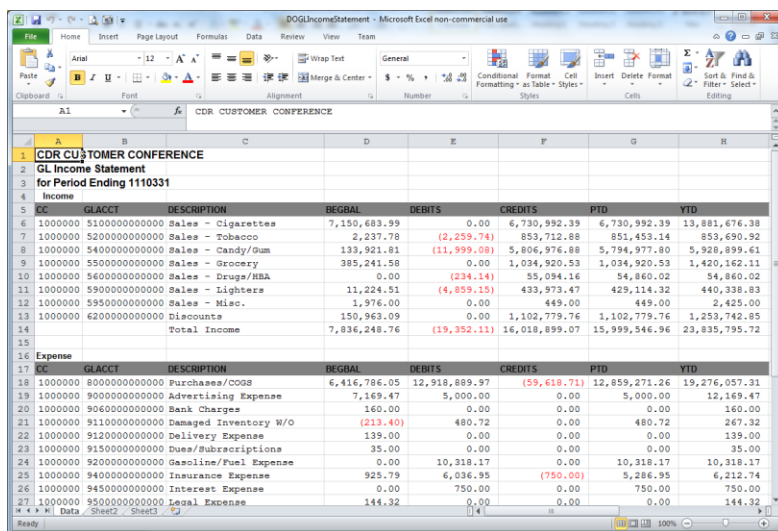 DOGLIncomeStatement - Microsoft Excel non-commercial use
File Home Insert Page Layout Formulas Data Review View Team
Arial 12 Wrap Text General
Paste Merge & Center Conditional Formatting as Table Format Cell Styles Insert Delete Format Sort & Filter Find & Select
Clipboard Font Alignment Number Styles Cells Editing
A1 fx CDR CUSTOMER CONFERENCE
A B C D E F G H
1 CDR CUSTOMER CONFERENCE
2 GL Income Statement
3 for Period Ending 1110331
4 Income
5 CC GLACCT DESCRIPTION BEGBAL DEBITS CREDITS PTD YTD
6 1000000 5100000000000 Sales - Cigarettes 7,150,683.99 0.00 6,730,992.39 6,730,992.39 13,881,676.38
7 1000000 5200000000000 Sales - Tobacco 2,237.78 (2,259.74) 853,712.88 851,453.14 853,690.92
8 1000000 5400000000000 Sales - Candy/Gum 133,921.81 (11,999.08) 5,806,976.88 5,794,977.80 5,928,899.61
9 1000000 5500000000000 Sales - Grocery 385,241.58 0.00 1,034,920.53 1,034,920.53 1,420,162.11
10 1000000 5600000000000 Sales - Drugs/HBA 0.00 (234.14) 55,094.16 54,860.02 54,860.02
11 1000000 5900000000000 Sales - Lighters 11,224.51 (4,859.15) 433,973.47 429,114.32 440,338.83
12 1000000 5950000000000 Sales - Misc. 1,976.00 0.00 449.00 449.00 2,425.00
13 1000000 6200000000000 Discounts 150,963.09 0.00 1,102,779.76 1,102,779.76 1,253,742.85
14 Total Income 7,836,248.76 (19,352.11) 16,018,899.07 15,999,546.96 23,835,795.72
15
16 Expense
17 CC GLACCT DESCRIPTION BEGBAL DEBITS CREDITS PTD YTD
18 1000000 8000000000000 Purchases/COGS 6,416,786.05 12,918,889.97 (59,618.71) 12,859,271.26 19,276,057.31
19 1000000 9000000000000 Advertising Expense 7,169.47 5,000.00 0.00 5,000.00 12,169.47
20 1000000 9060000000000 Bank Charges 160.00 0.00 0.00 0.00 160.00
21 1000000 9110000000000 Damaged Inventory W/O (213.40) 480.72 0.00 480.72 267.32
22 1000000 9120000000000 Delivery Expense 139.00 0.00 0.00 0.00 139.00
23 1000000 9150000000000 Dues/Subrscriptions 35.00 0.00 0.00 0.00 35.00
24 1000000 9200000000000 Gasoline/Fuel Expense 0.00 10,318.17 0.00 10,318.17 10,318.17
25 1000000 9400000000000 Insurance Expense 925.79 6,036.95 (750.00) 5,286.95 6,212.74
26 1000000 9450000000000 Interest Expense 0.00 750.00 0.00 750.00 750.00
27 1000000 9500000000000 Legal Expense 144.32 0.00 0.00 0.00 144.32
Data Sheet2 Sheet3
Ready 100%